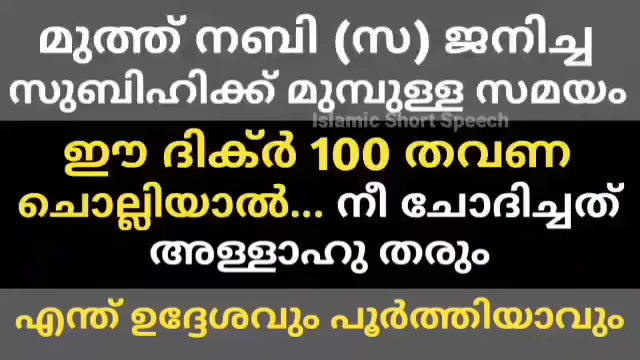 മുത്ത് നബി (സ) ജനിച്ച
സുബിഹിക്ക് മുമ്പുള്ള സമയം
Islamic Short Speech
ഈ ദിക്ർ 100 തവണ
ചൊല്ലിയാൽ... നീ ചോദിച്ചത്
അള്ളാഹു തരും
എന്ത് ഉദ്ദേശവും പൂർത്തിയാവും